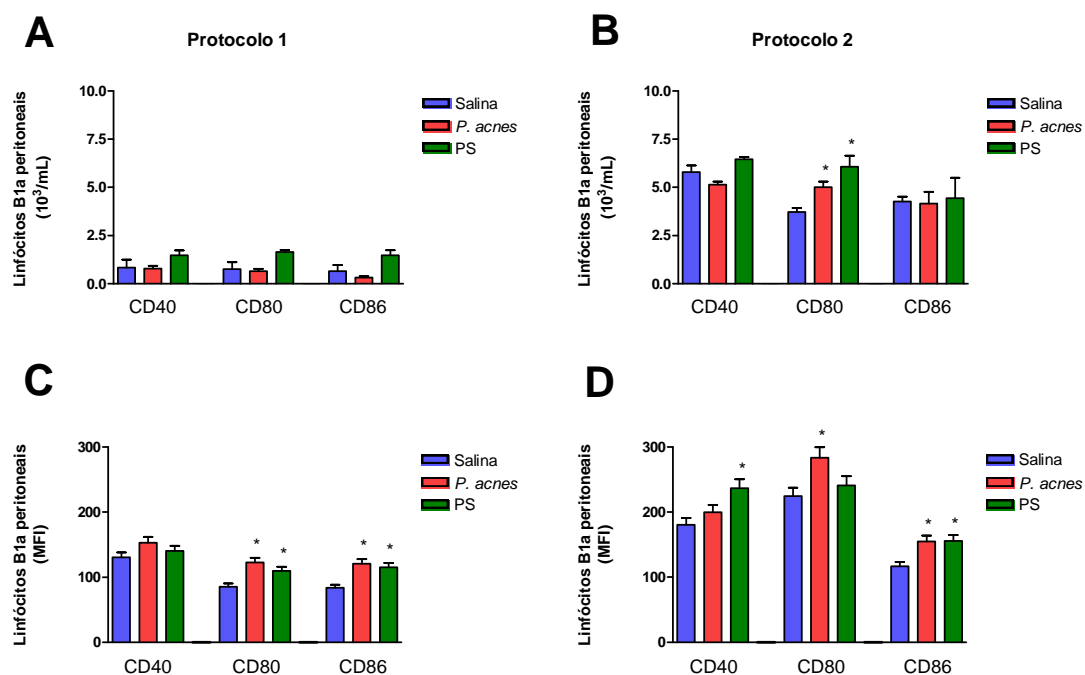 A
Protocolo 1
Linfócitos B1a peritoneais
(10³/mL)
10.0
7.5
5.0
2.5
0.0
CD40
CD80
CD86
Salina
P. acnes
PS
B
Protocolo 2
Linfócitos B1a peritoneais
(10³/mL)
10.0
7.5
5.0
2.5
0.0
* *
CD40
CD80
CD86
Salina
P. acnes
PS
C
Linfócitos B1a peritoneais
(MFI)
300
200
100
0
* * * *
CD40
CD80
CD86
Salina
P. acnes
PS
D
Linfócitos B1a peritoneais
(MFI)
300
200
100
0
* * * *
CD40
CD80
CD86
Salina
P. acnes
PS